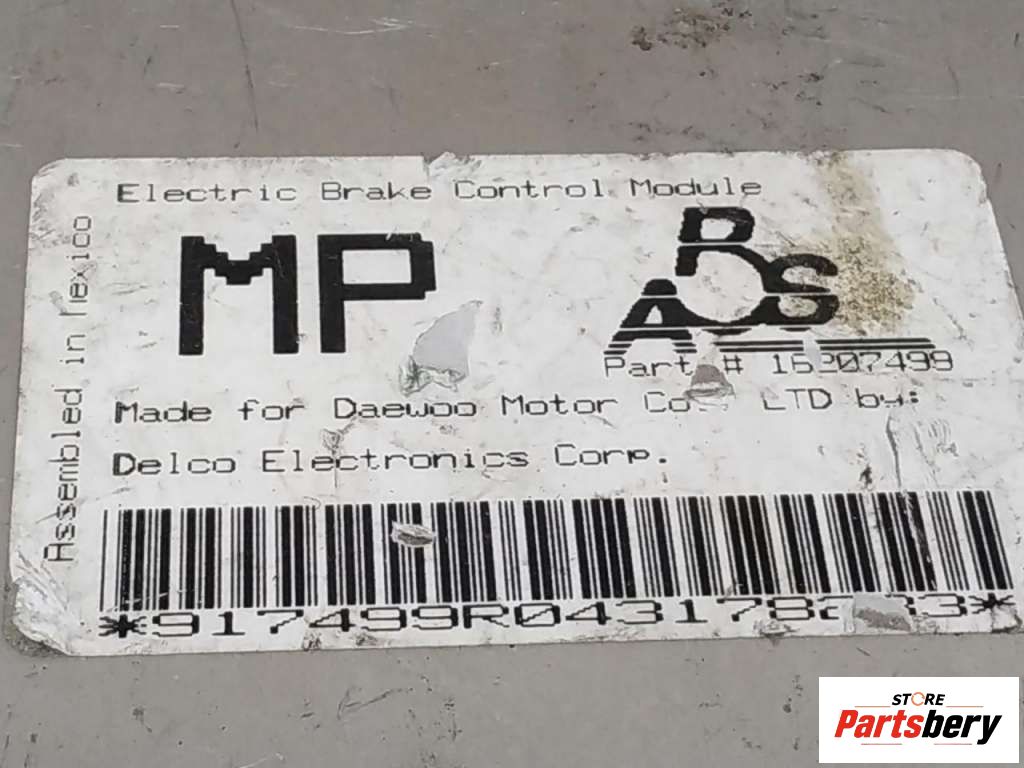 Electric Brake Control Module
MP
ABS
Part # 16207499
Made for Daewoo Motor Co., LTD by:
Delco Electronics Corp.
Assembled in Mexico
STORE
Partsbery